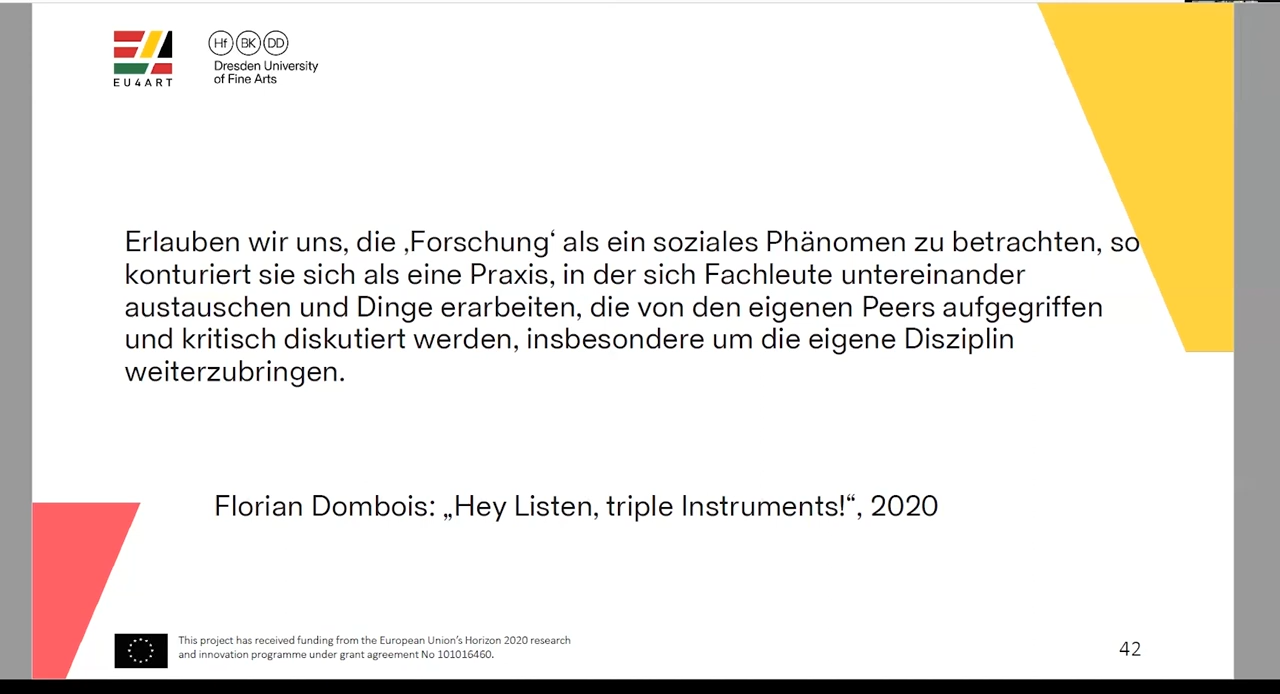 EU4ART
Hf BK DD
Dresden University
of Fine Arts
Erlauben wir uns, die ‚Forschung‘ als ein soziales Phänomen zu betrachten, so
konturiert sie sich als eine Praxis, in der sich Fachleute untereinander
austauschen und Dinge erarbeiten, die von den eigenen Peers aufgegriffen
und kritisch diskutiert werden, insbesondere um die eigene Disziplin
weiterzubringen.
Florian Dombois: „Hey Listen, triple Instruments!“, 2020
This project has received funding from the European Union’s Horizon 2020 research
and innovation programme under grant agreement No 101016460.
42